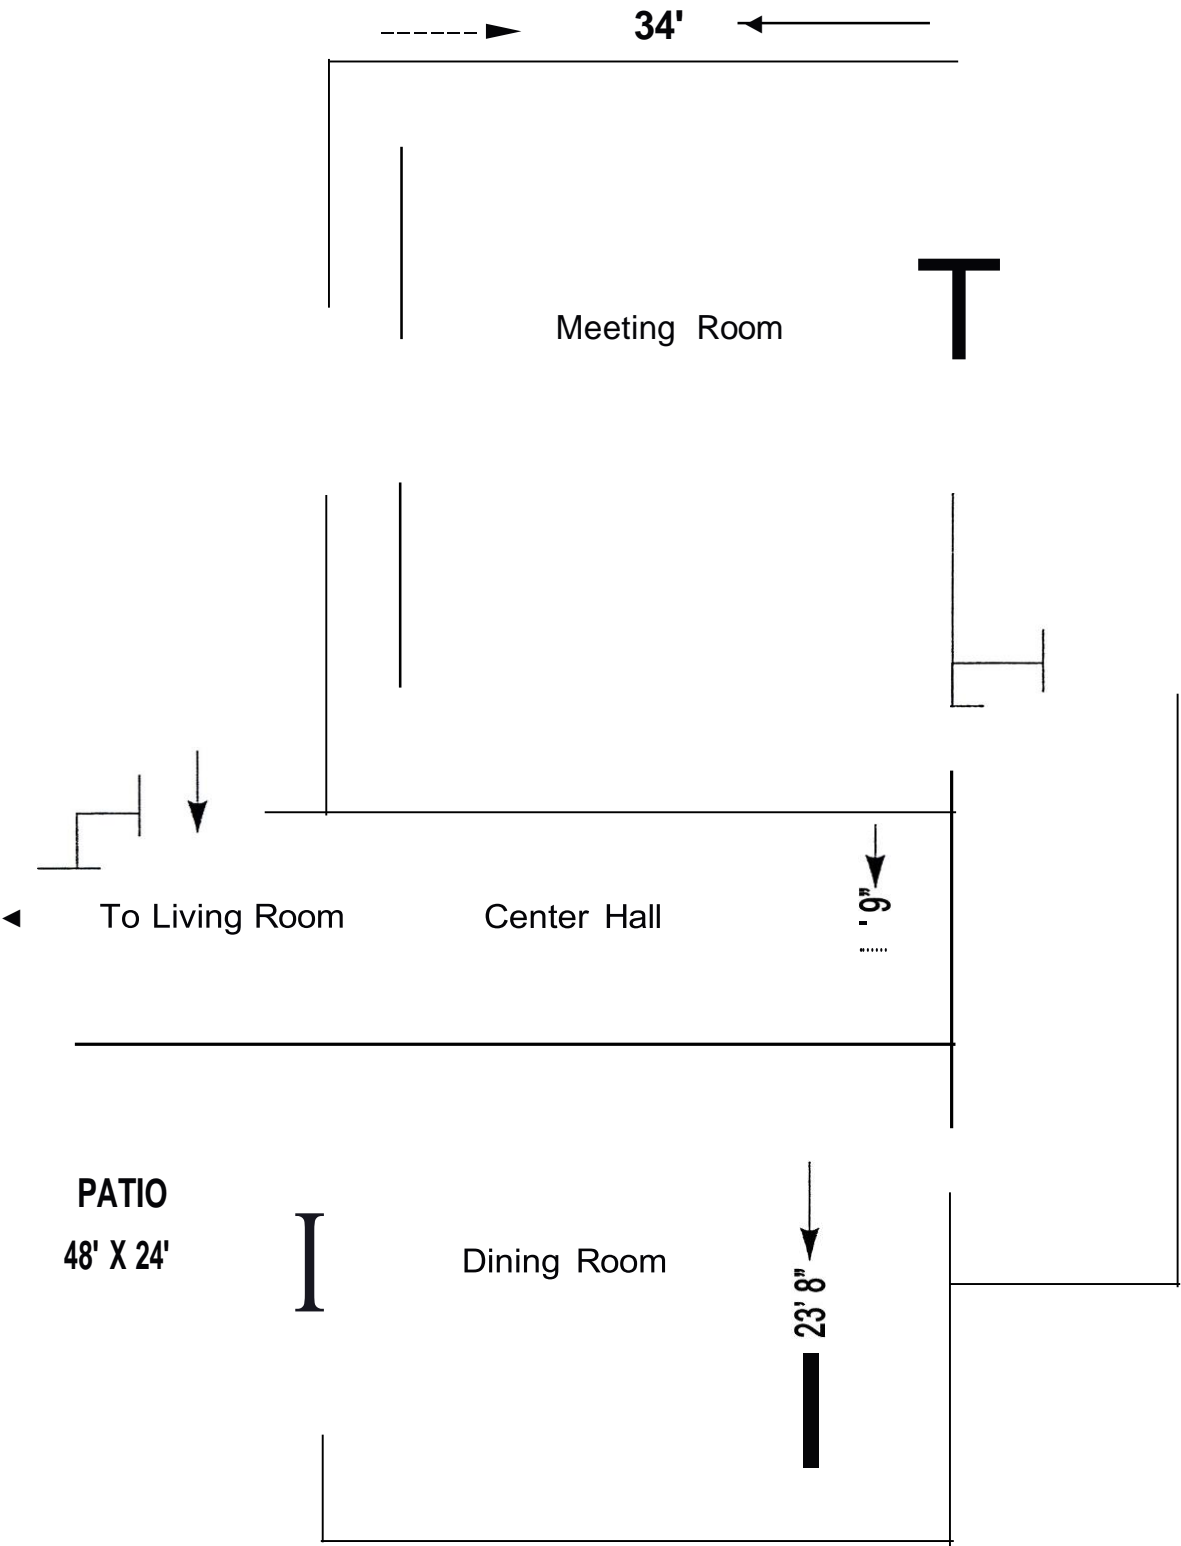 34'
Meeting Room
To Living Room
Center Hall
9”
PATIO
48' X 24'
Dining Room
23’ 8”